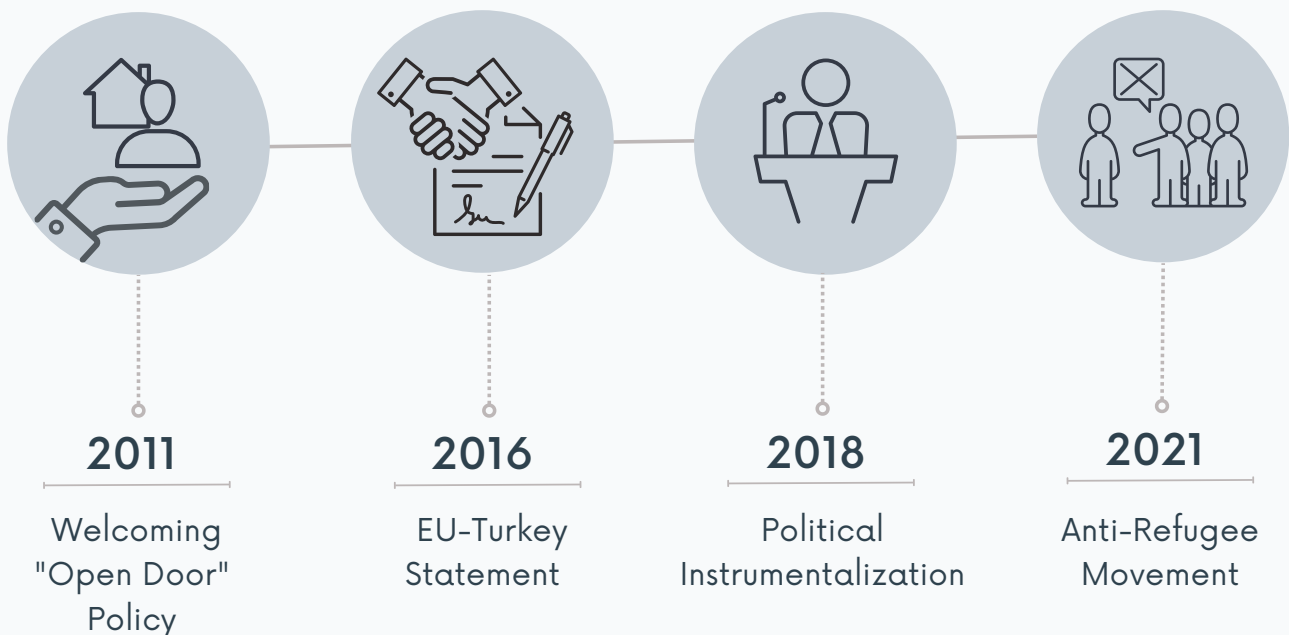 2011
Welcoming
"Open Door"
Policy
2016
EU-Turkey
Statement
2018
Political
Instrumentalization
2021
Anti-Refugee
Movement